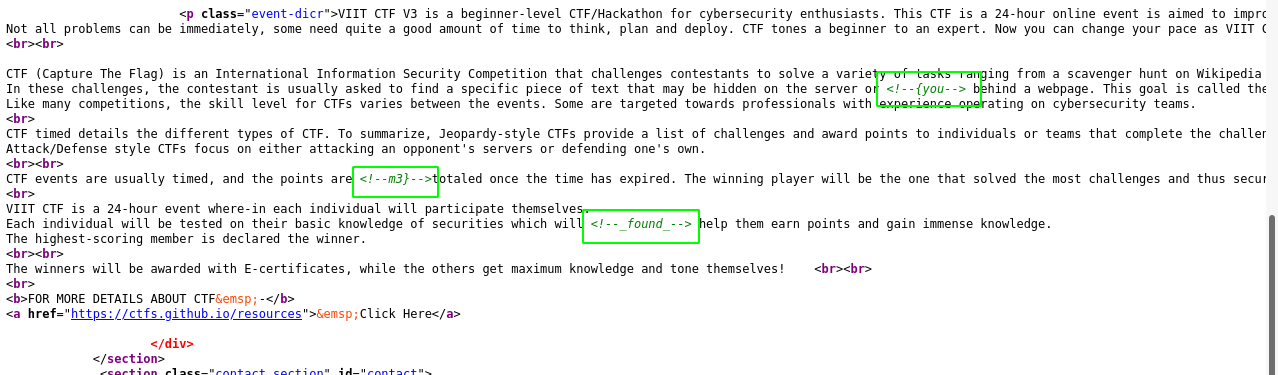 <p class="event-dicr">VIIT CTF V3 is a beginner-level CTF/Hackathon for cybersecurity enthusiasts. This CTF is a 24-hour online event is aimed to impro
Not all problems can be immediately, some need quite a good amount of time to think, plan and deploy. CTF tones a beginner to an expert. Now you can change your pace as VIIT C
<br><br>
CTF (Capture The Flag) is an International Information Security Competition that challenges contestants to solve a variety of tasks ranging from a scavenger hunt on Wikipedia
In these challenges, the contestant is usually asked to find a specific piece of text that may be hidden on the server or <!--{you--> behind a webpage. This goal is called the
Like many competitions, the skill level for CTFs varies between the events. Some are targeted towards professionals with experience operating on cybersecurity teams.
<br>
CTF timed details the different types of CTF. To summarize, Jeopardy-style CTFs provide a list of challenges and award points to individuals or teams that complete the challen
Attack/Defense style CTFs focus on either attacking an opponent's servers or defending one's own.
<br><br>
CTF events are usually timed, and the points are <!--m3}-->totaled once the time has expired. The winning player will be the one that solved the most challenges and thus secur
<br>
VIIT CTF is a 24-hour event where-in each individual will participate themselves.
Each individual will be tested on their basic knowledge of securities which will <!--_found_--> help them earn points and gain immense knowledge.
The highest-scoring member is declared the winner.
<br><br>
The winners will be awarded with E-certificates, while the others get maximum knowledge and tone themselves!    <br><br>
<br>
<b>FOR MORE DETAILS ABOUT CTF&emsp;-</b>
<a href="https://ctfs.github.io/resources">&emsp;Click Here</a>
</div>
</section>
<section class="contact section" id="contact">